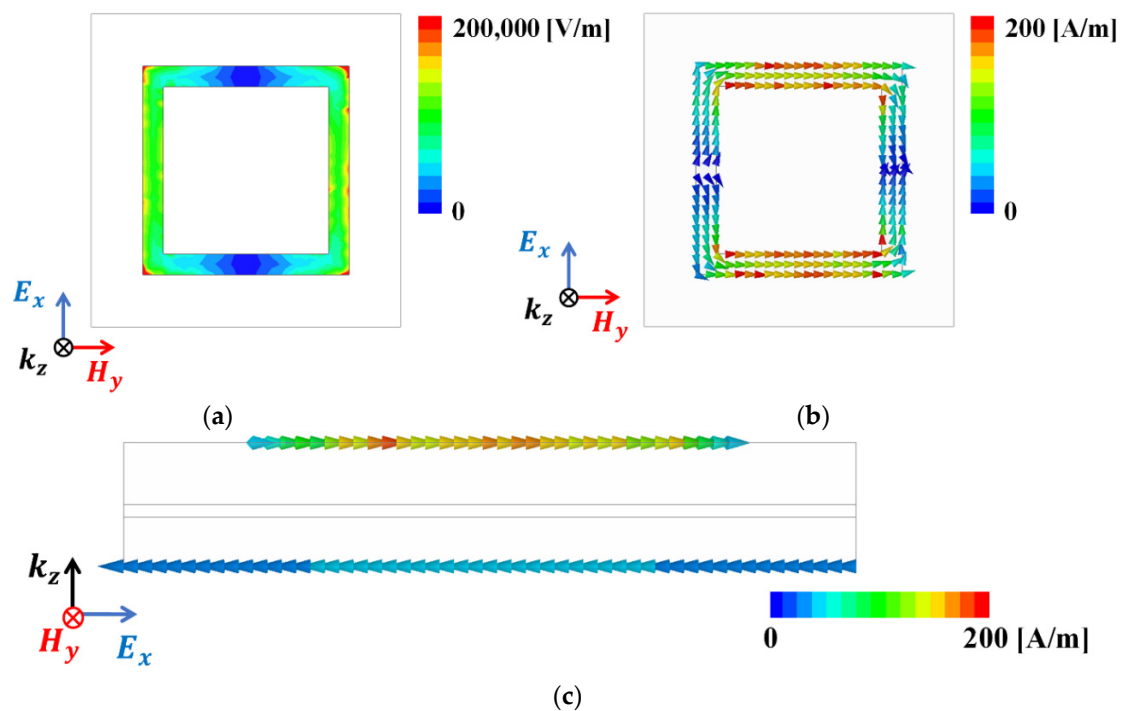 200,000 [V/m]
0
E_x
k_z
H_y
(a)
200 [A/m]
0
E_x
k_z
H_y
(b)
k_z
H_y
E_x
0
200 [A/m]
(c)